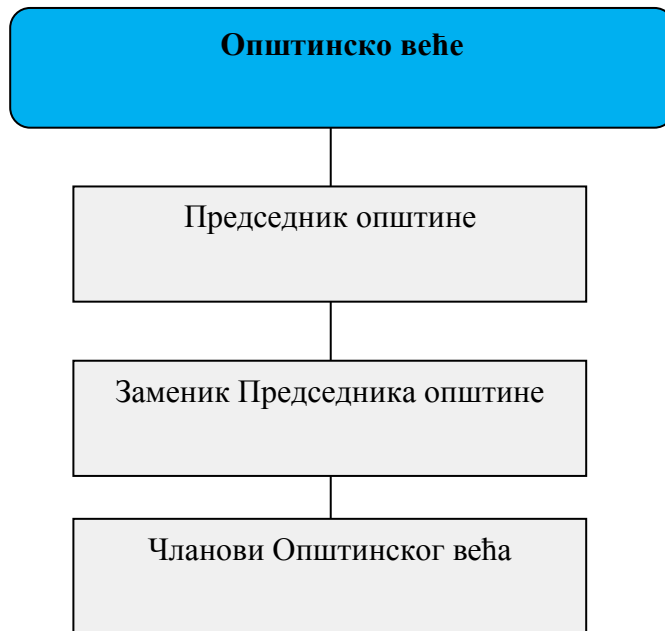 Општинско веће
Председник општине
Заменик Председника општине
Чланови Општинског већа